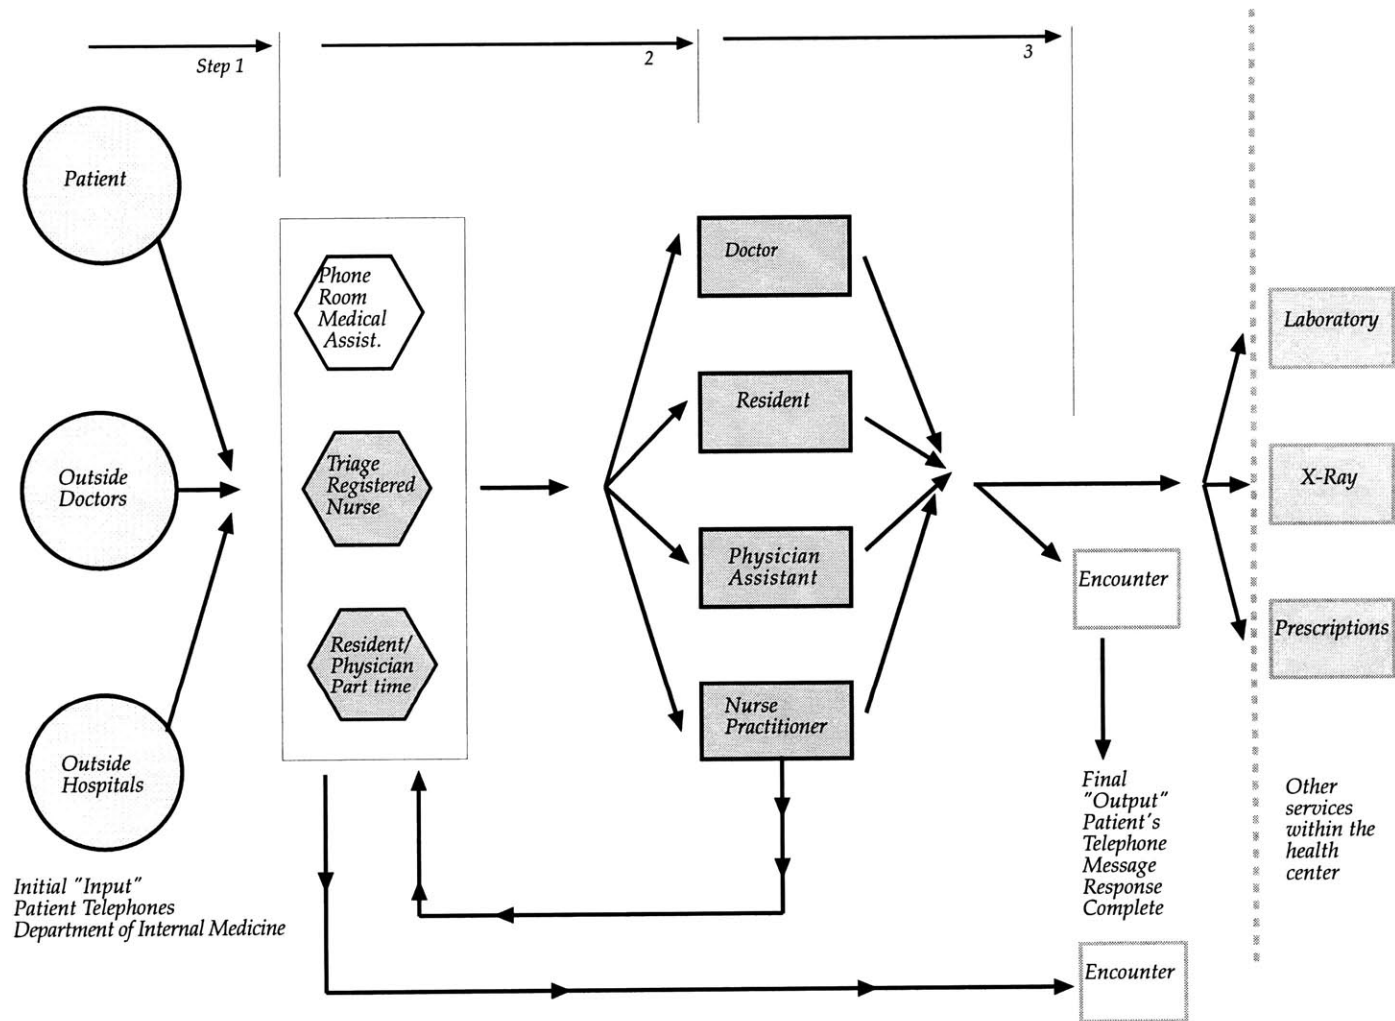 Step 1
2
3
Patient
Outside
Doctors
Outside
Hospitals
Initial "Input"
Patient Telephones
Department of Internal Medicine
Phone
Room
Medical
Assist.
Triage
Registered
Nurse
Resident/
Physician
Part time
Doctor
Resident
Physician
Assistant
Nurse
Practitioner
Encounter
Final
"Output"
Patient's
Telephone
Message
Response
Complete
Encounter
Laboratory
X-Ray
Prescriptions
Other
services
within the
health
center